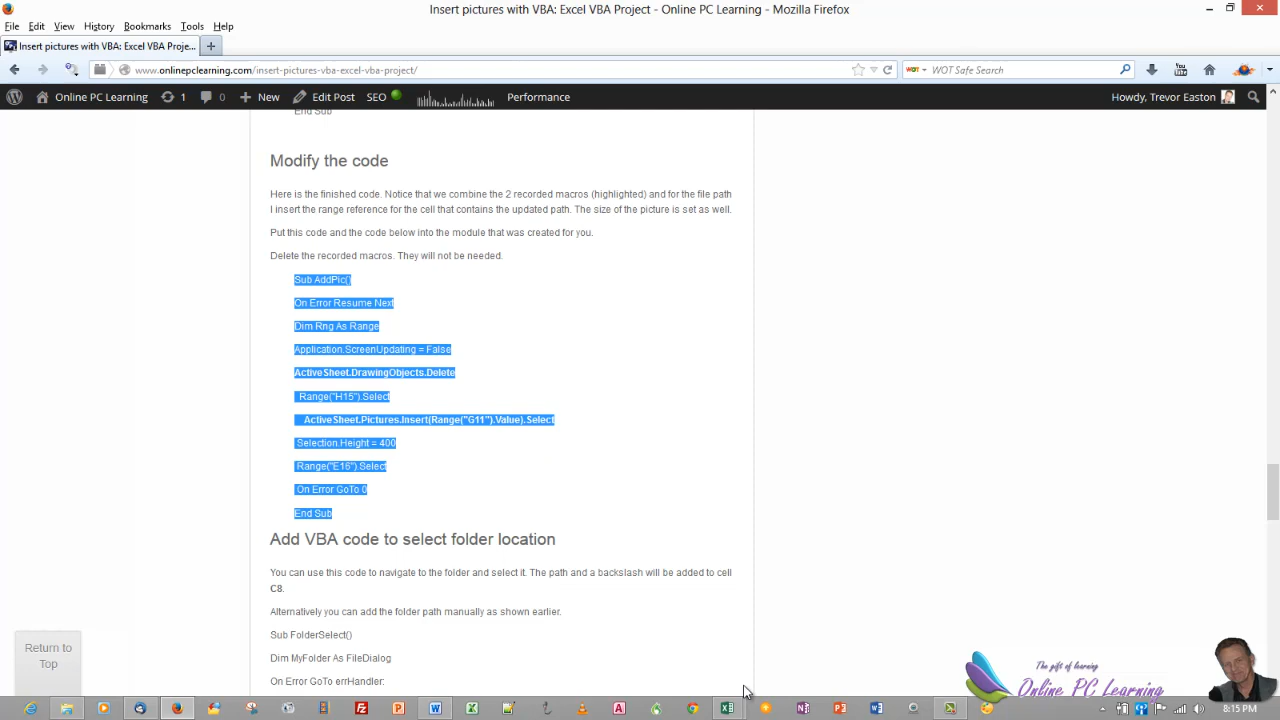 Insert pictures with VBA: Excel VBA Project - Online PC Learning - Mozilla Firefox
File Edit View History Bookmarks Tools Help
Insert pictures with VBA: Excel VBA Proje...
www.onlinepclearning.com/insert-pictures-vba-excel-vba-project/
WOT WOT Safe Search
Online PC Learning 1 0 New Edit Post SEO Performance Howdy, Trevor Easton
End Sub
Modify the code
Here is the finished code. Notice that we combine the 2 recorded macros (highlighted) and for the file path
I insert the range reference for the cell that contains the updated path. The size of the picture is set as well.
Put this code and the code below into the module that was created for you.
Delete the recorded macros. They will not be needed.
Sub AddPic()
On Error Resume Next
Dim Rng As Range
Application.ScreenUpdating = False
ActiveSheet.DrawingObjects.Delete
Range("H15").Select
ActiveSheet.Pictures.Insert(Range("G11").Value).Select
Selection.Height = 400
Range("E16").Select
On Error GoTo 0
End Sub
Add VBA code to select folder location
You can use this code to navigate to the folder and select it. The path and a backslash will be added to cell
C8.
Alternatively you can add the folder path manually as shown earlier.
Sub FolderSelect()
Dim MyFolder As FileDialog
On Error GoTo errHandler:
Return to
Top
The gift of learning
Online PC Learning
8:15 PM